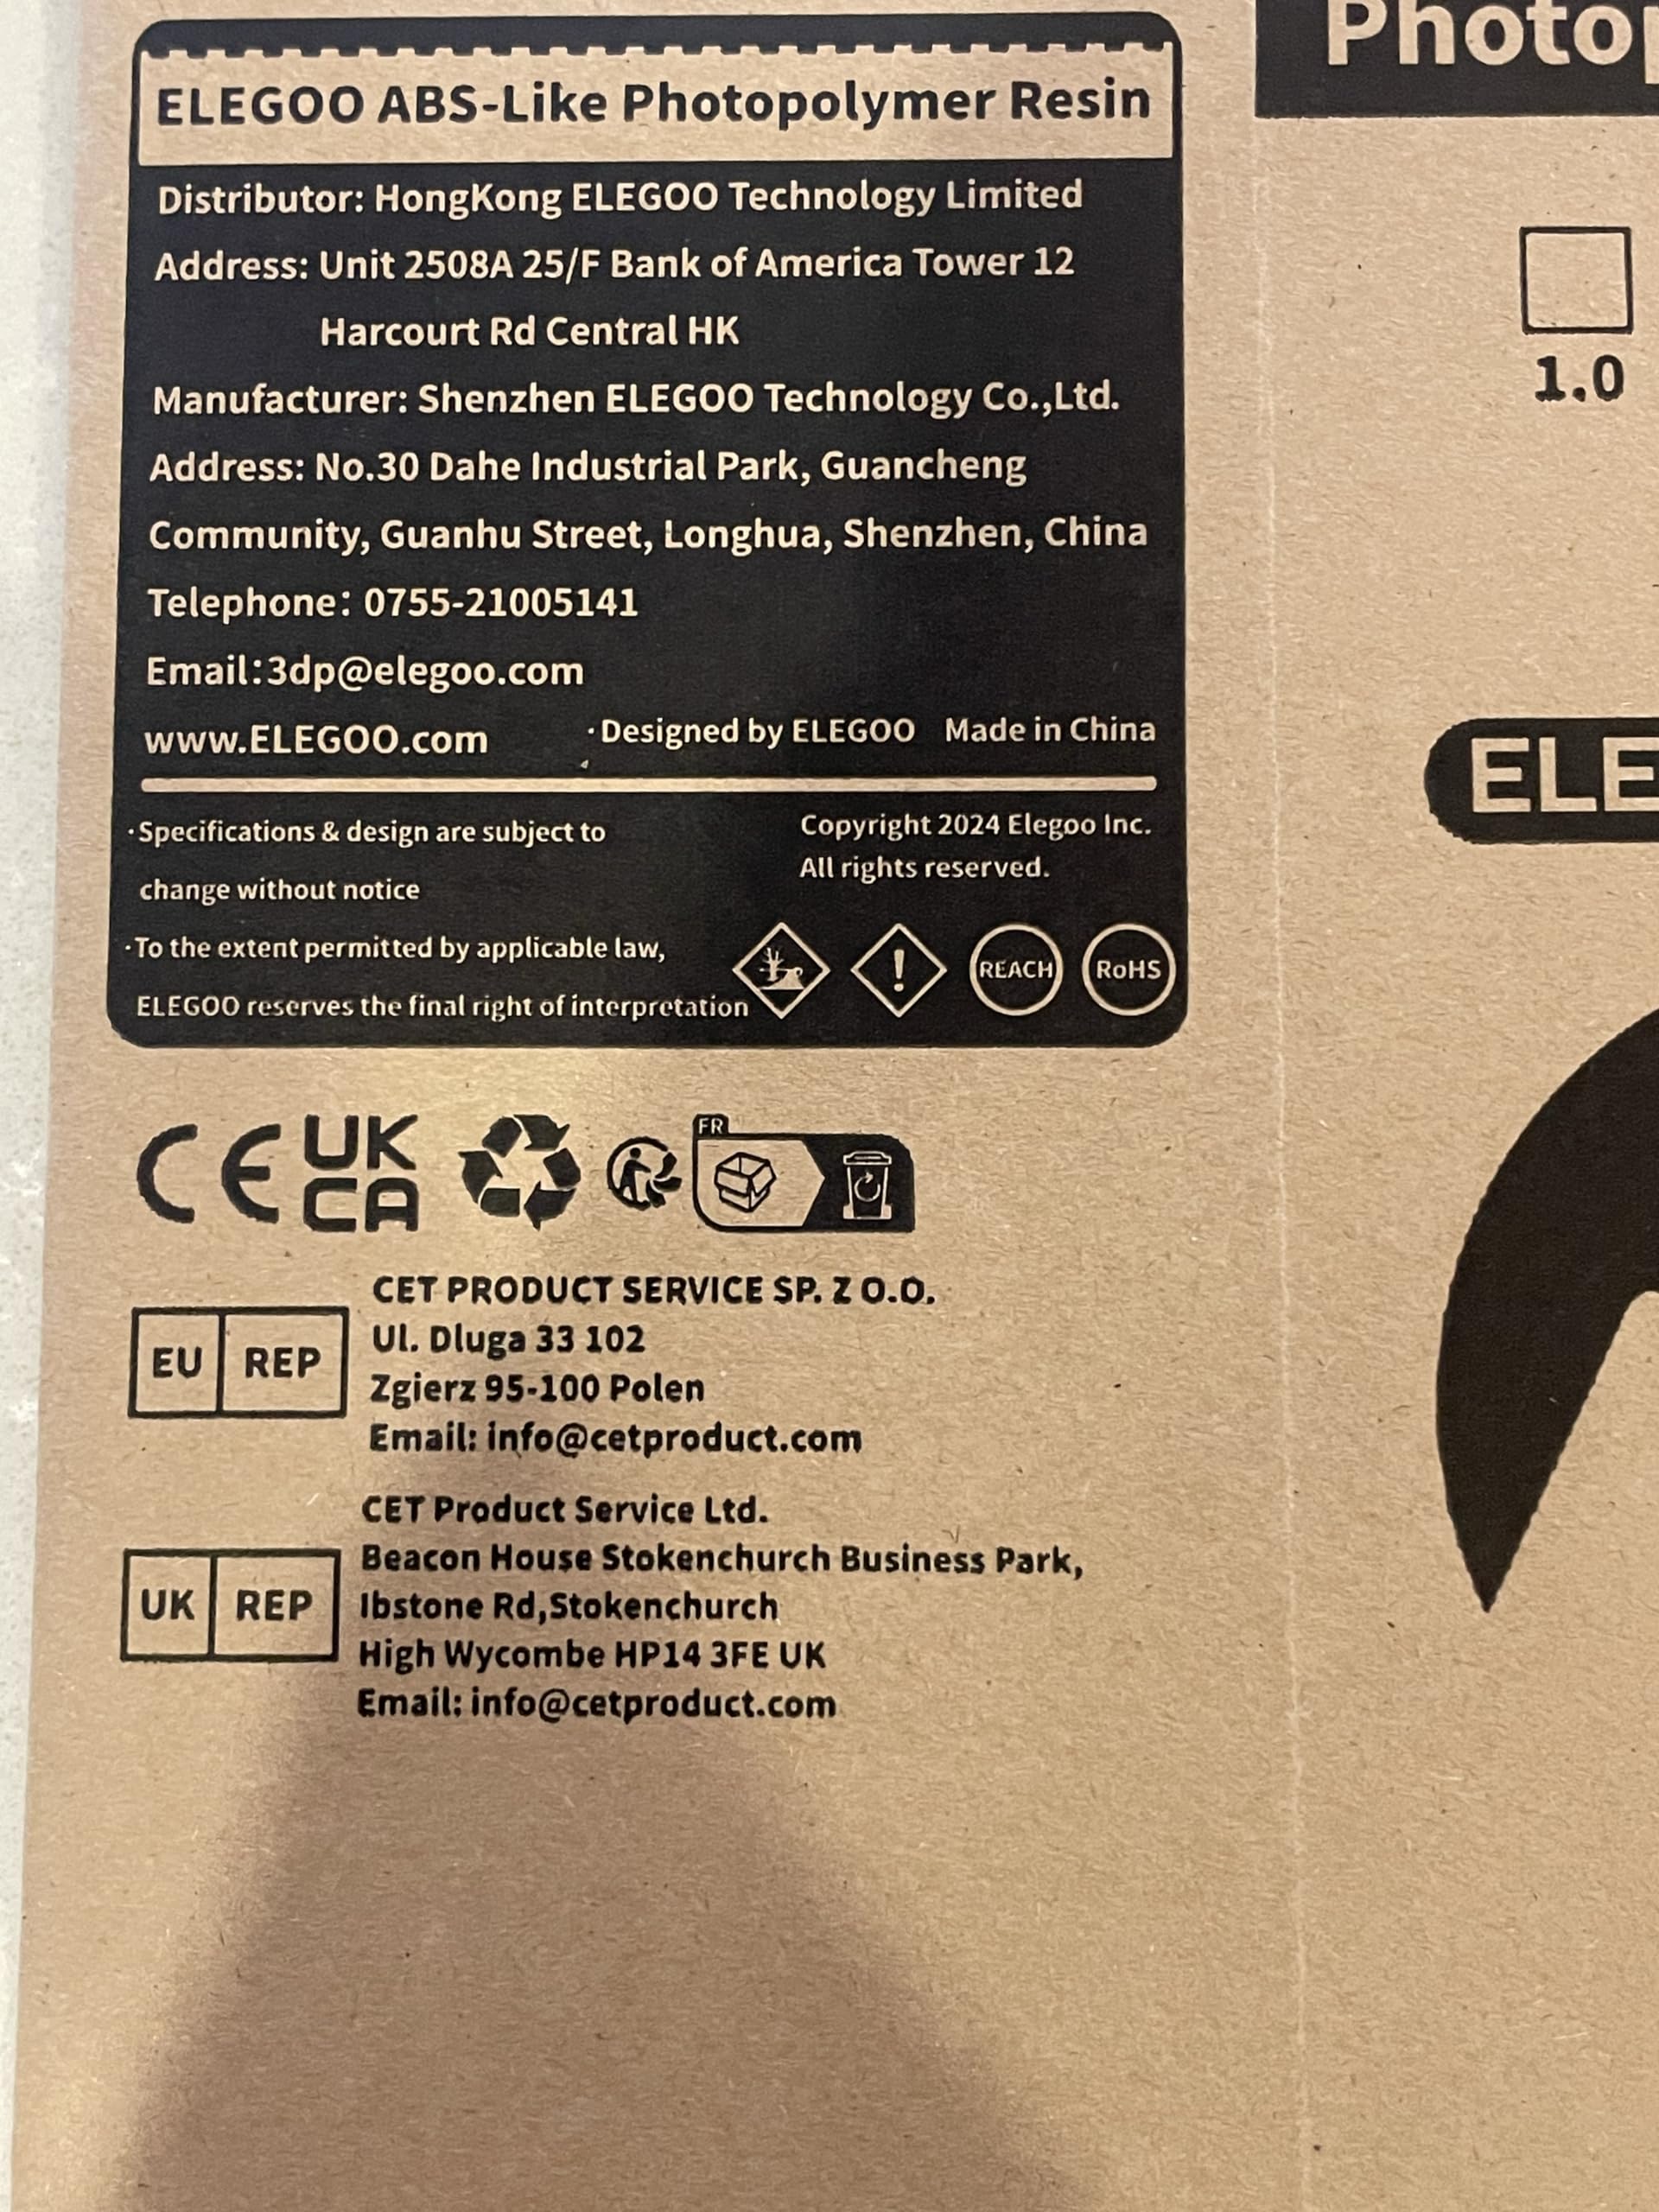 ELEGOO ABS-Like Photopolymer Resin
Distributor: HongKong ELEGOO Technology Limited
Address: Unit 2508A 25/F Bank of America Tower 12
Harcourt Rd Central HK
Manufacturer: Shenzhen ELEGOO Technology Co.,Ltd.
Address: No.30 Dahe Industrial Park, Guancheng
Community, Guanhu Street, Longhua, Shenzhen, China
Telephone: 0755-21005141
Email:3dp@elegoo.com
www.ELEGOO.com
·Designed by ELEGOO Made in China
·Specifications & design are subject to
change without notice
·To the extent permitted by applicable law,
ELEGOO reserves the final right of interpretation
Copyright 2024 Elegoo Inc.
All rights reserved.
REACH
RoHS
CE
UK
CA
FR
EU REP
CET PRODUCT SERVICE SP. Z O.O.
Ul. Dluga 33 102
Zgierz 95-100 Polen
Email: info@cetproduct.com
UK REP
CET Product Service Ltd.
Beacon House Stokenchurch Business Park,
Ibstone Rd,Stokenchurch
High Wycombe HP14 3FE UK
Email: info@cetproduct.com
1.0